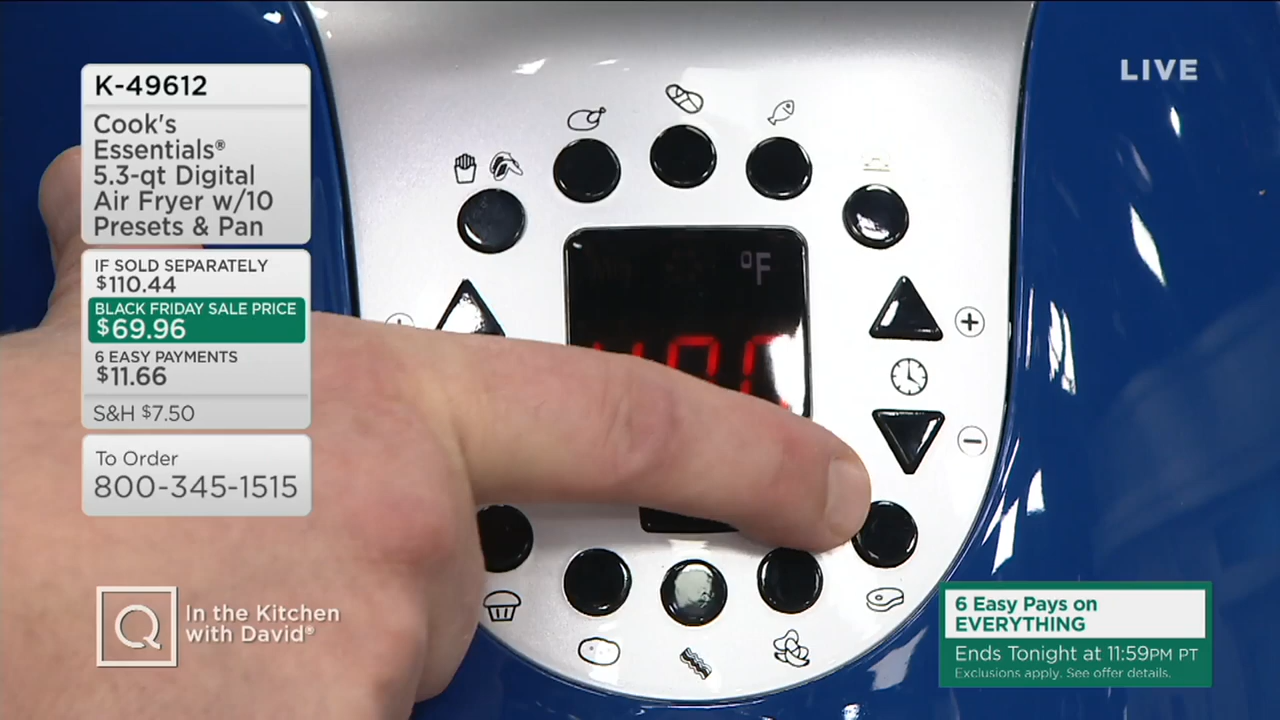 K-49612
Cook's
Essentials®
5.3-qt Digital
Air Fryer w/10
Presets & Pan
IF SOLD SEPARATELY
$110.44
BLACK FRIDAY SALE PRICE
$69.96
6 EASY PAYMENTS
$11.66
S&H $7.50
To Order
800-345-1515
Q In the Kitchen
with David®
LIVE
°F
+
−
6 Easy Pays on
EVERYTHING
Ends Tonight at 11:59PM PT
Exclusions apply. See offer details.